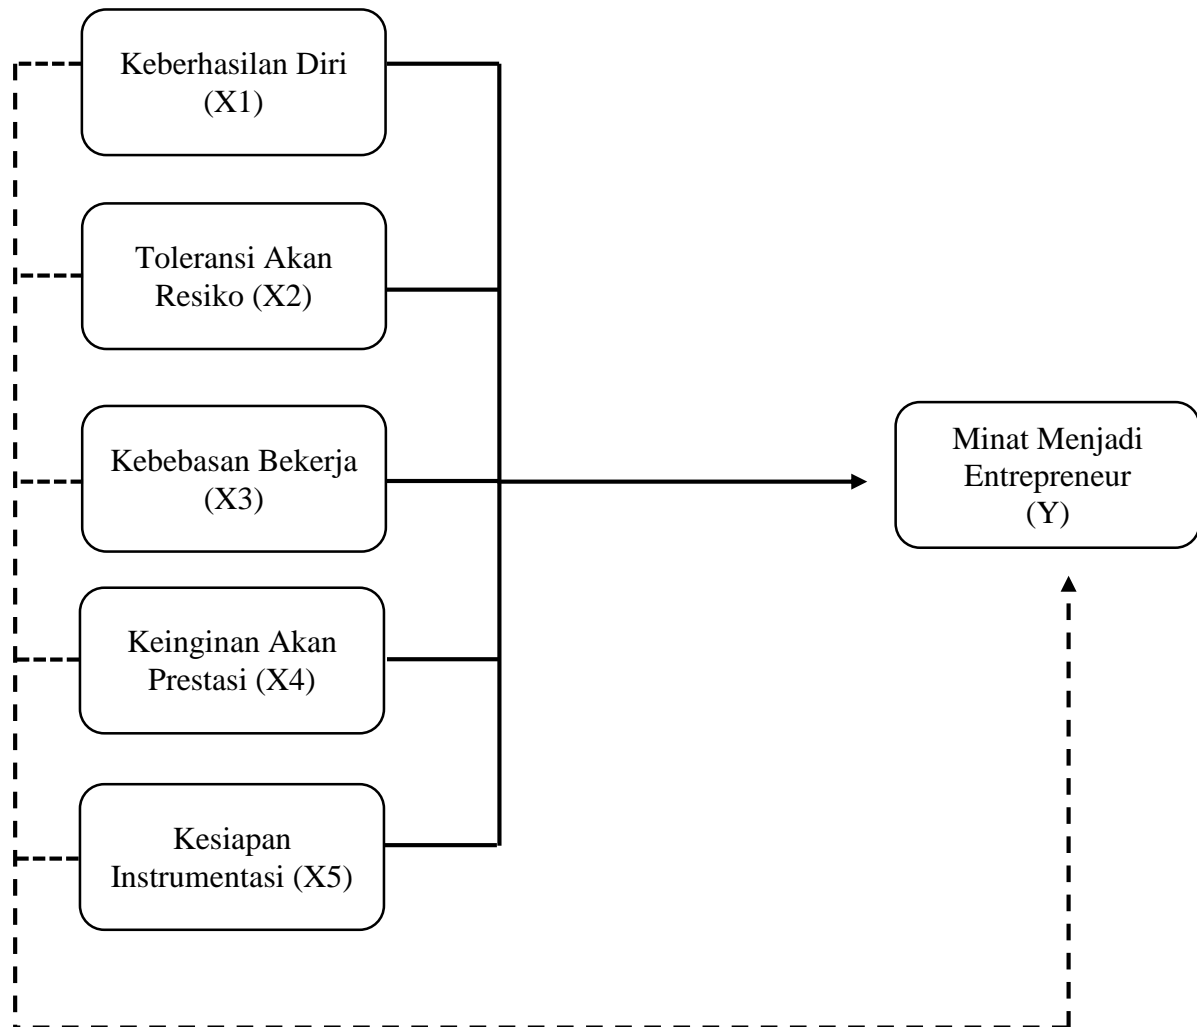 Keberhasilan Diri
(X1)
Toleransi Akan
Resiko (X2)
Kebebasan Bekerja
(X3)
Keinginan Akan
Prestasi (X4)
Kesiapan
Instrumentasi (X5)
Minat Menjadi
Entrepreneur
(Y)